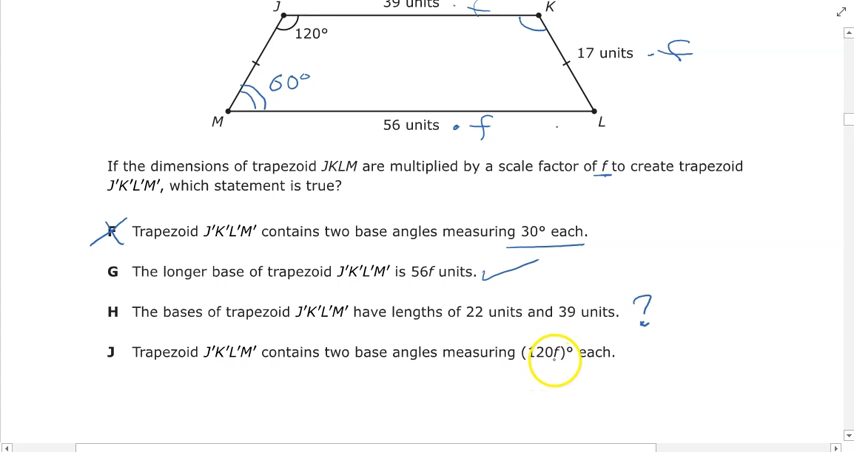 J 39 units · f K
120°
17 units · f
60°
M 56 units · f L
If the dimensions of trapezoid JKLM are multiplied by a scale factor of f to create trapezoid
J′K′L′M′, which statement is true?
F Trapezoid J′K′L′M′ contains two base angles measuring 30° each.
G The longer base of trapezoid J′K′L′M′ is 56f units.
H The bases of trapezoid J′K′L′M′ have lengths of 22 units and 39 units. ?
J Trapezoid J′K′L′M′ contains two base angles measuring (120f)° each.